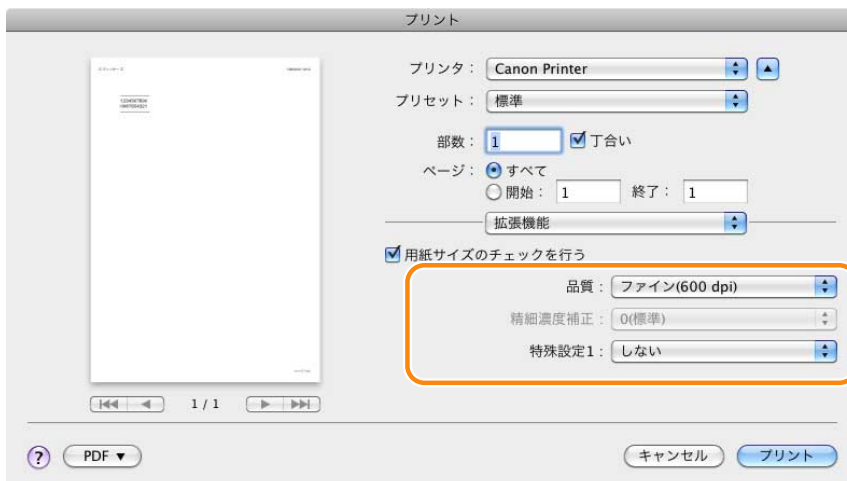 プリント
プリンタ： Canon Printer
プリセット： 標準
部数： 1 丁合い
ページ： すべて
開始： 1 終了： 1
拡張機能
用紙サイズのチェックを行う
品質： ファイン(600 dpi)
精細濃度補正： 0(標準)
特殊設定1： しない
1234567890
1 / 1
? PDF ▼ キャンセル プリント